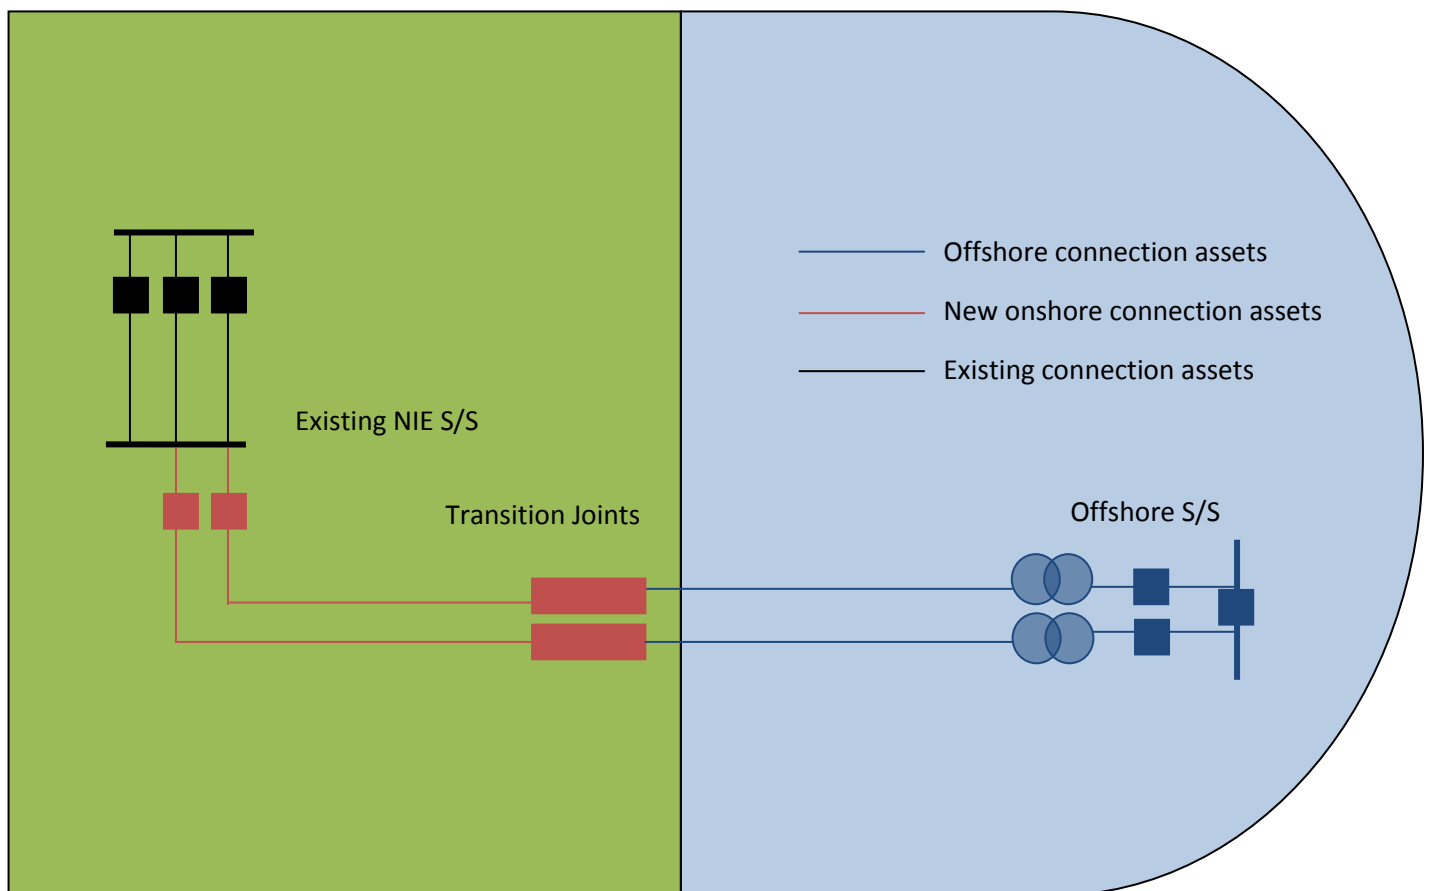 Offshore connection assets
New onshore connection assets
Existing connection assets
Existing NIE S/S
Transition Joints
Offshore S/S